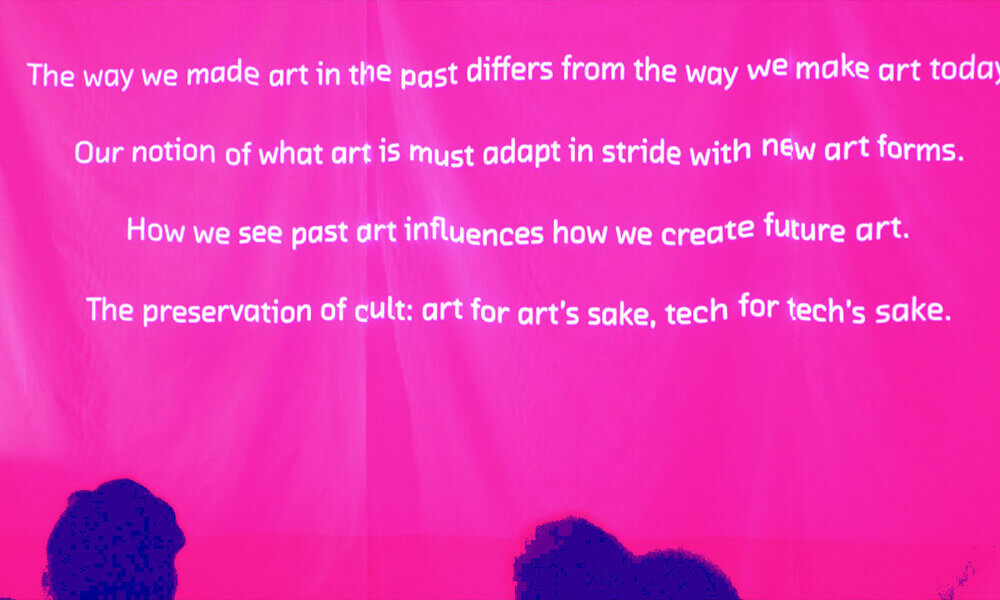 The way we made art in the past differs from the way we make art today
Our notion of what art is must adapt in stride with new art forms.
How we see past art influences how we create future art.
The preservation of cult: art for art's sake, tech for tech's sake.